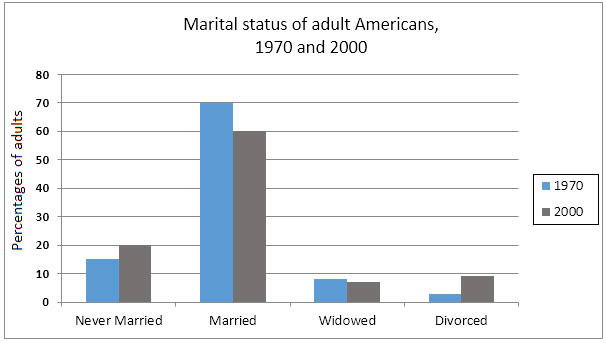 Marital status of adult Americans,
1970 and 2000
Percentages of adults
80
70
60
50
40
30
20
10
0
Never Married
Married
Widowed
Divorced
1970
2000